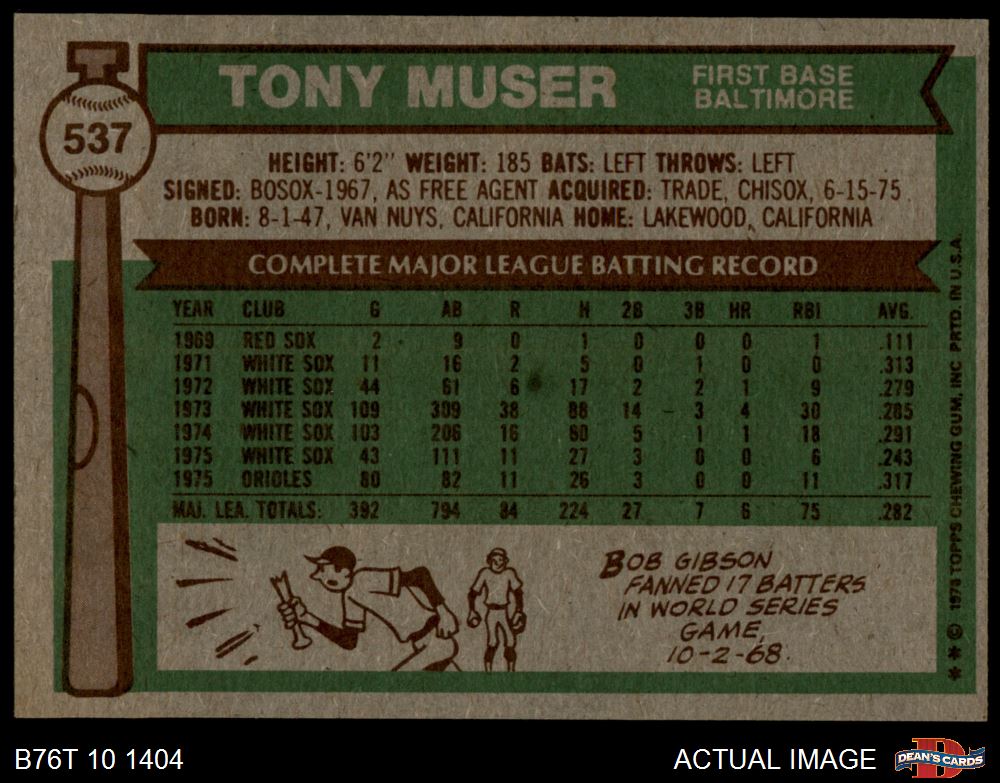 TONY MUSER
FIRST BASE
BALTIMORE
537
HEIGHT: 6'2" WEIGHT: 185 BATS: LEFT THROWS: LEFT
SIGNED: BOSOX-1967, AS FREE AGENT ACQUIRED: TRADE, CHISOX, 6-15-75
BORN: 8-1-47, VAN NUYS, CALIFORNIA HOME: LAKEWOOD, CALIFORNIA
COMPLETE MAJOR LEAGUE BATTING RECORD
YEAR CLUB G AB R H 2B 3B HR RBI AVG.
1969 RED SOX 2 9 0 1 0 0 0 1 .111
1971 WHITE SOX 11 16 2 5 0 1 0 0 .313
1972 WHITE SOX 44 61 6 17 2 2 1 9 .279
1973 WHITE SOX 109 309 38 88 14 3 4 30 .285
1974 WHITE SOX 103 206 16 60 5 1 1 18 .291
1975 WHITE SOX 43 111 11 27 3 0 0 6 .243
1975 ORIOLES 80 82 11 26 3 0 0 11 .317
MAJ. LEA. TOTALS: 392 794 84 224 27 7 6 75 .282
BOB GIBSON
FANNED 17 BATTERS
IN WORLD SERIES
GAME,
10-2-68.
* * © 1976 TOPPS CHEWING GUM, INC PRTD. IN U.S.A.
B76T 10 1404
ACTUAL IMAGE
D
DEAN'S CARDS